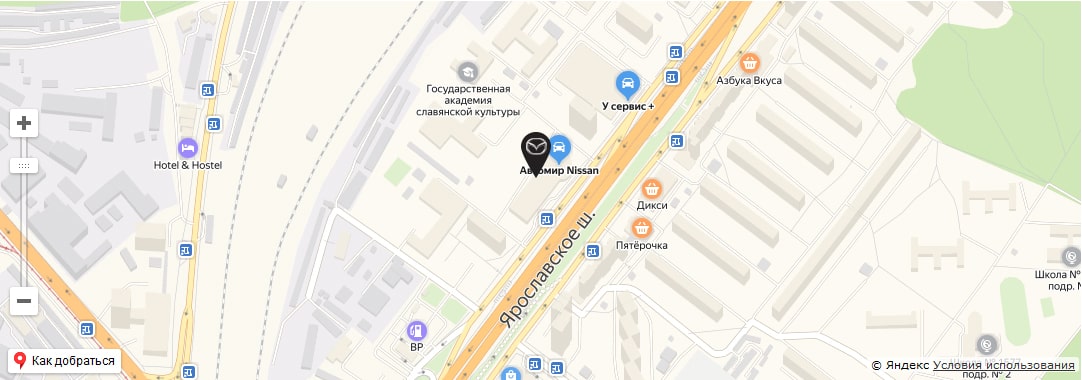 Азбука Вкуса
Государственная
академия
славянской культуры
У сервис +
Hotel & Hostel
Автомир Nissan
Дикси
Пятёрочка
Ярославское ш.
Школа №
подр. №
BP
Как добраться
© Яндекс Условия использования
подр. № 2